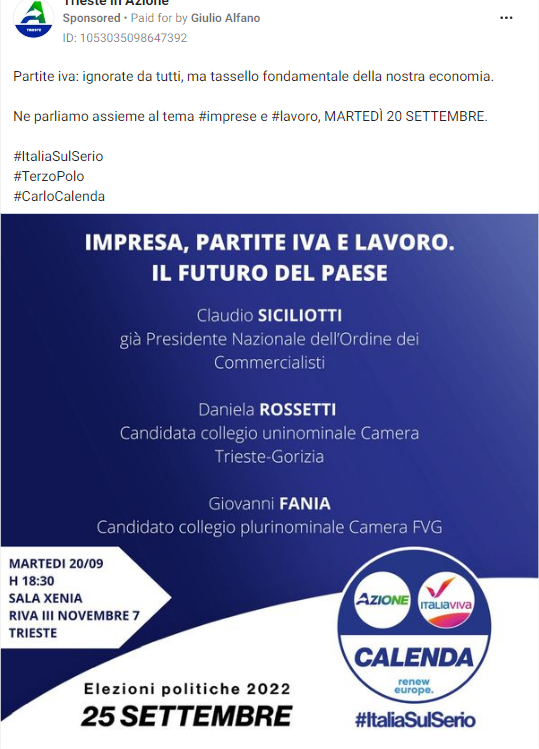 Trieste in Azione
Sponsored • Paid for by Giulio Alfano
ID: 1053035098647392
Partite iva: ignorate da tutti, ma tassello fondamentale della nostra economia.
Ne parliamo assieme al tema #imprese e #lavoro, MARTEDÌ 20 SETTEMBRE.
#ItaliaSulSerio
#TerzoPolo
#CarloCalenda
IMPRESA, PARTITE IVA E LAVORO.
IL FUTURO DEL PAESE
Claudio SICILIOTTI
già Presidente Nazionale dell'Ordine dei
Commercialisti
Daniela ROSSETTI
Candidata collegio uninominale Camera
Trieste-Gorizia
Giovanni FANIA
Candidato collegio plurinominale Camera FVG
MARTEDI 20/09
H 18:30
SALA XENIA
RIVA III NOVEMBRE 7
TRIESTE
AZIONE
ITALIAVIVA
CALENDA
renew
europe.
Elezioni politiche 2022
25 SETTEMBRE
#ItaliaSulSerio
TRIESTE